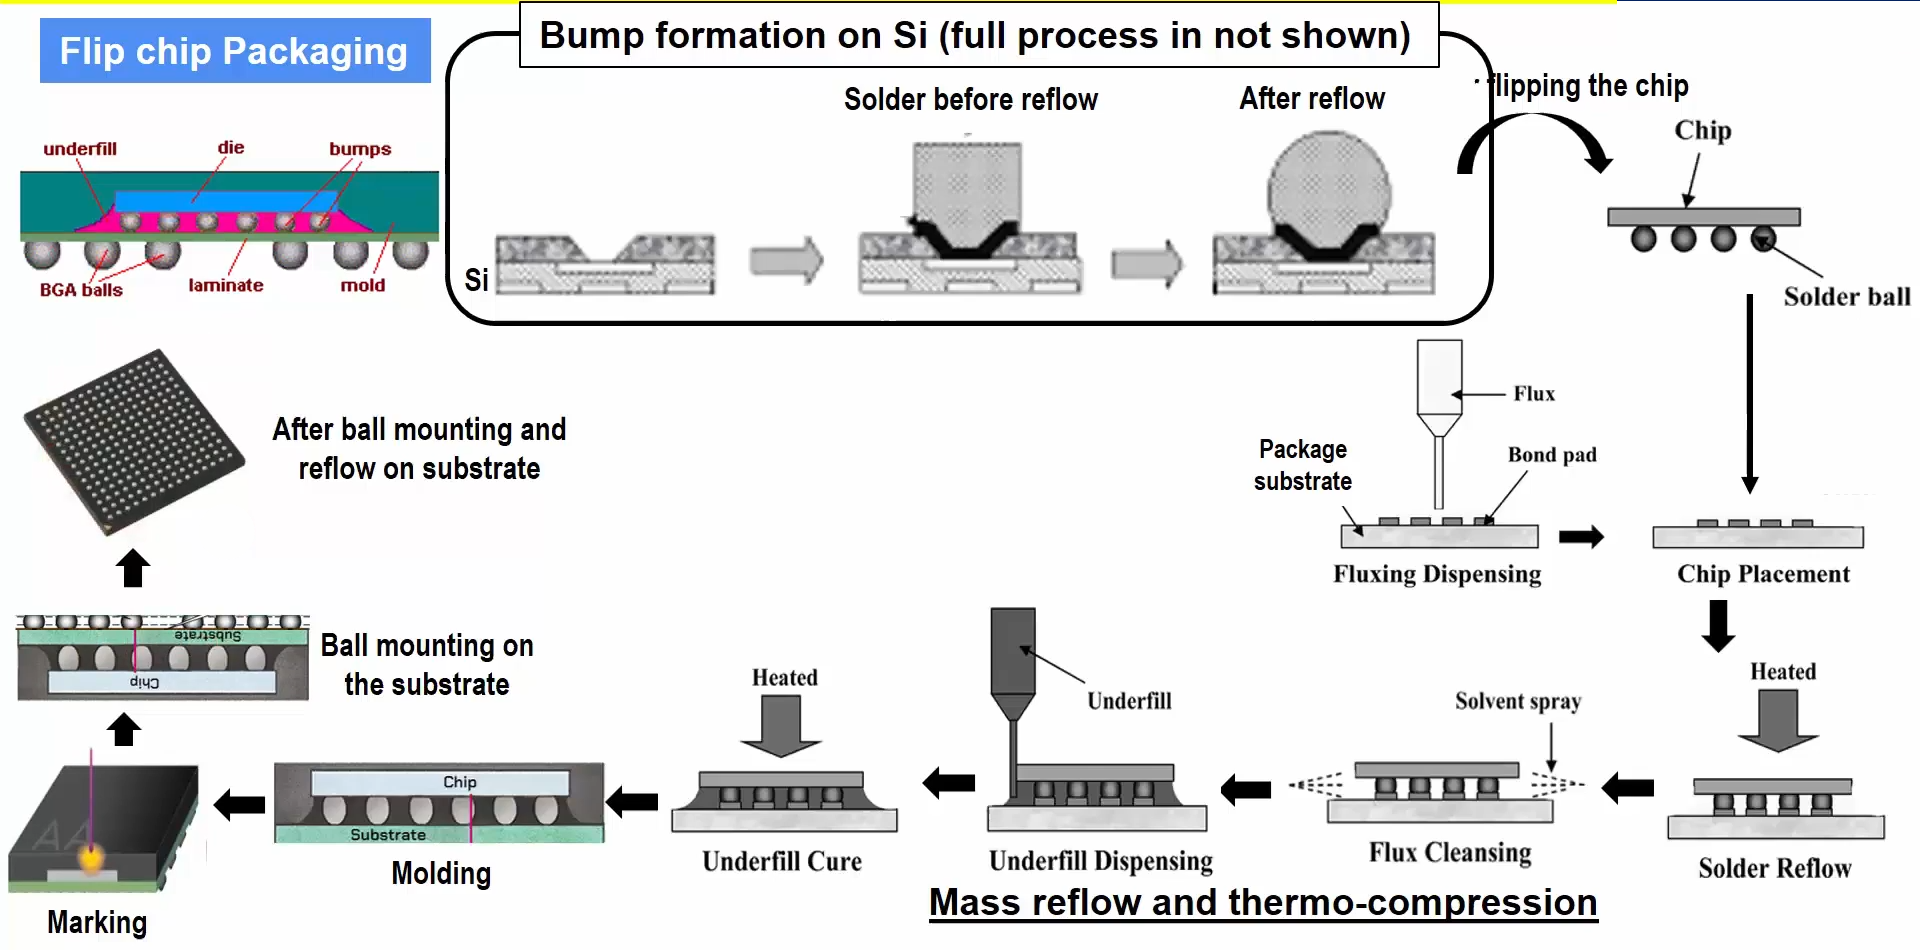 Flip chip Packaging
Bump formation on Si (full process in not shown)
Solder before reflow
After reflow
flipping the chip
Chip
Solder ball
underfill
die
bumps
BGA balls
laminate
mold
Si
After ball mounting and
reflow on substrate
Flux
Package
substrate
Bond pad
Fluxing Dispensing
Chip Placement
Substrate
Chip
Ball mounting on
the substrate
Heated
Underfill
Solvent spray
Heated
Chip
Substrate
AA
Marking
Molding
Underfill Cure
Underfill Dispensing
Flux Cleansing
Solder Reflow
Mass reflow and thermo-compression